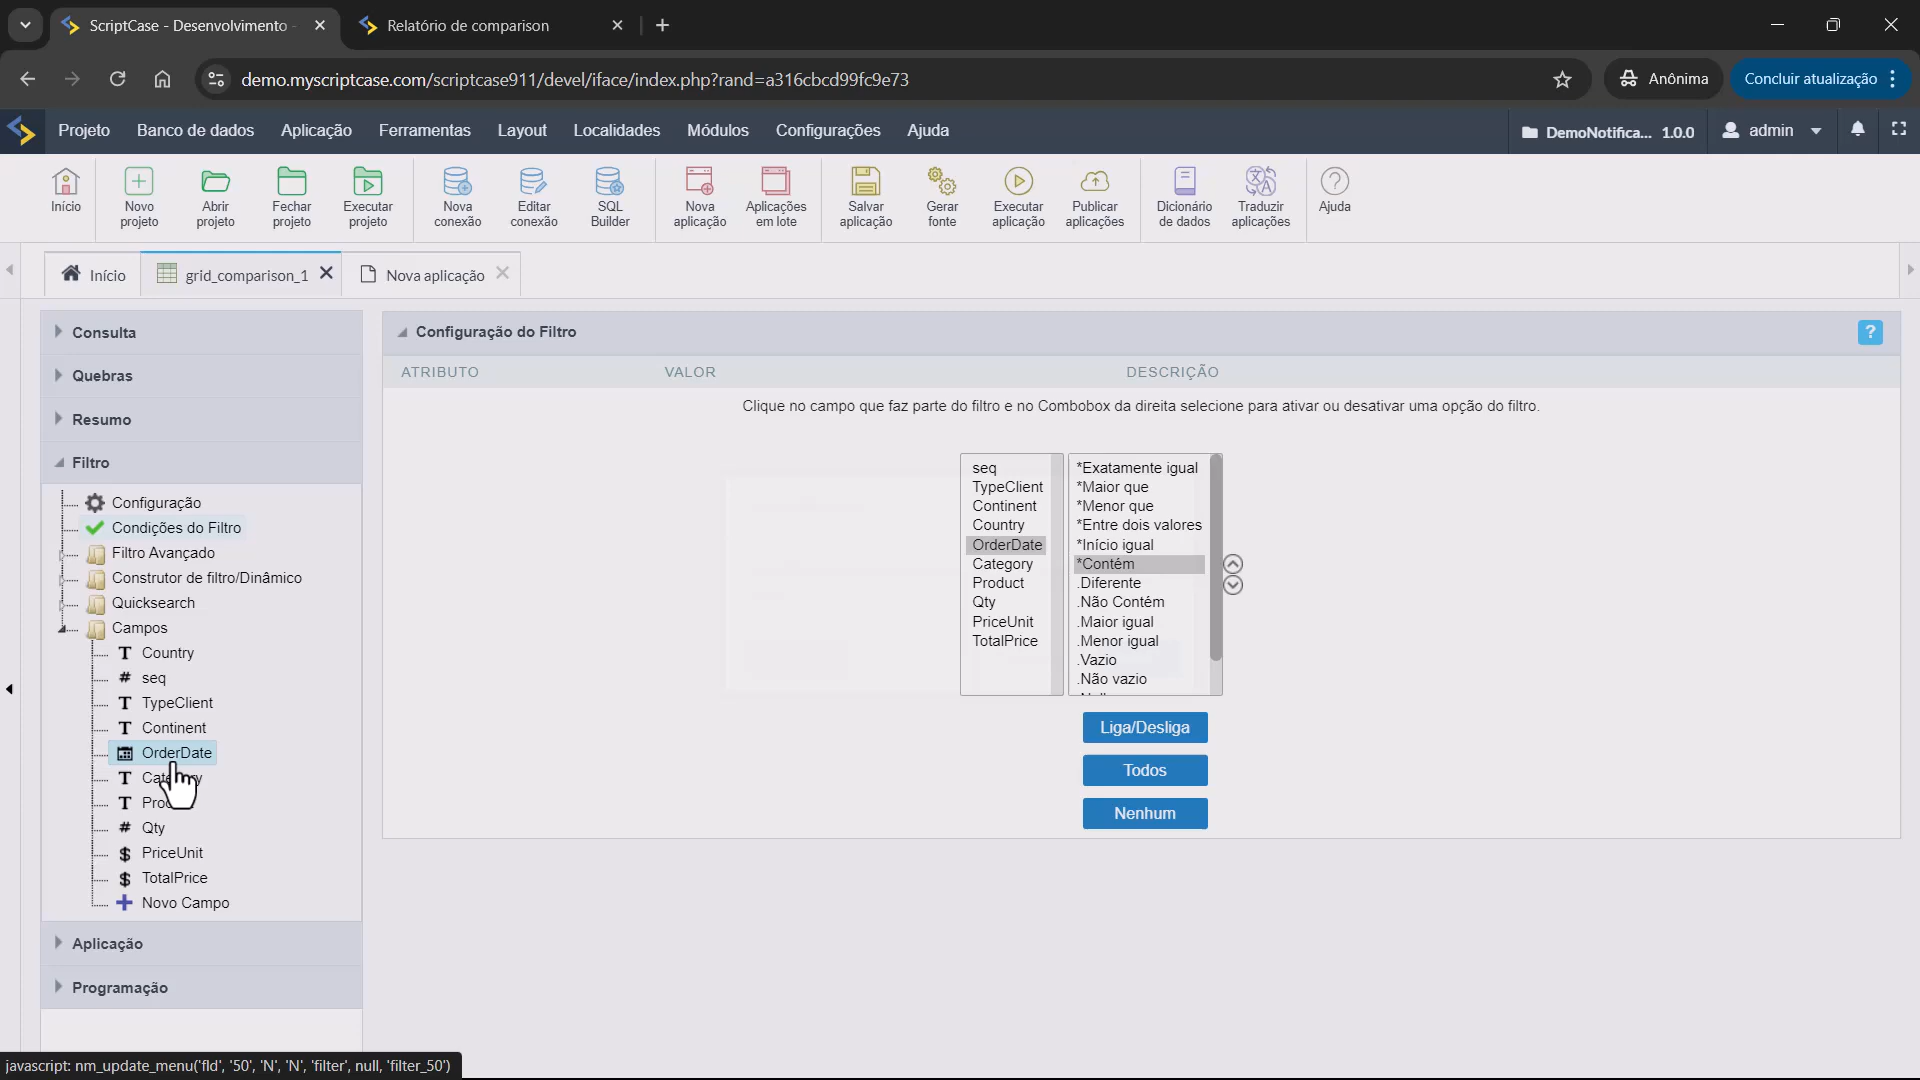 ScriptCase - Desenvolvimento -
Relatório de comparison
demo.myscriptcase.com/scriptcase911/devel/iface/index.php?rand=a316cbcd99fc9e73
Anônima
Concluir atualização
Projeto
Banco de dados
Aplicação
Ferramentas
Layout
Localidades
Módulos
Configurações
Ajuda
DemoNotifica... 1.0.0
admin
Início
Novo
projeto
Abrir
projeto
Fechar
projeto
Executar
projeto
Nova
conexão
Editar
conexão
SQL
Builder
Nova
aplicação
Aplicações
em lote
Salvar
aplicação
Gerar
fonte
Executar
aplicação
Publicar
aplicações
Dicionário
de dados
Traduzir
aplicações
Ajuda
Início
grid_comparison_1
Nova aplicação
Consulta
Quebras
Resumo
Filtro
Configuração
Condições do Filtro
Filtro Avançado
Construtor de filtro/Dinâmico
Quicksearch
Campos
Country
seq
TypeClient
Continent
OrderDate
Qty
PriceUnit
TotalPrice
Novo Campo
Aplicação
Programação
Configuração do Filtro
?
ATRIBUTO
VALOR
DESCRIÇÃO
Clique no campo que faz parte do filtro e no Combobox da direita selecione para ativar ou desativar uma opção do filtro.
seq
TypeClient
Continent
Country
OrderDate
Category
Product
Qty
PriceUnit
TotalPrice
*Exatamente igual
*Maior que
*Menor que
*Entre dois valores
*Início igual
*Contém
.Diferente
.Não Contém
.Maior igual
.Menor igual
.Vazio
.Não vazio
Liga/Desliga
Todos
Nenhum
javascript: nm_update_menu('fld', '50', 'N', 'N', 'filter', null, 'filter_50')